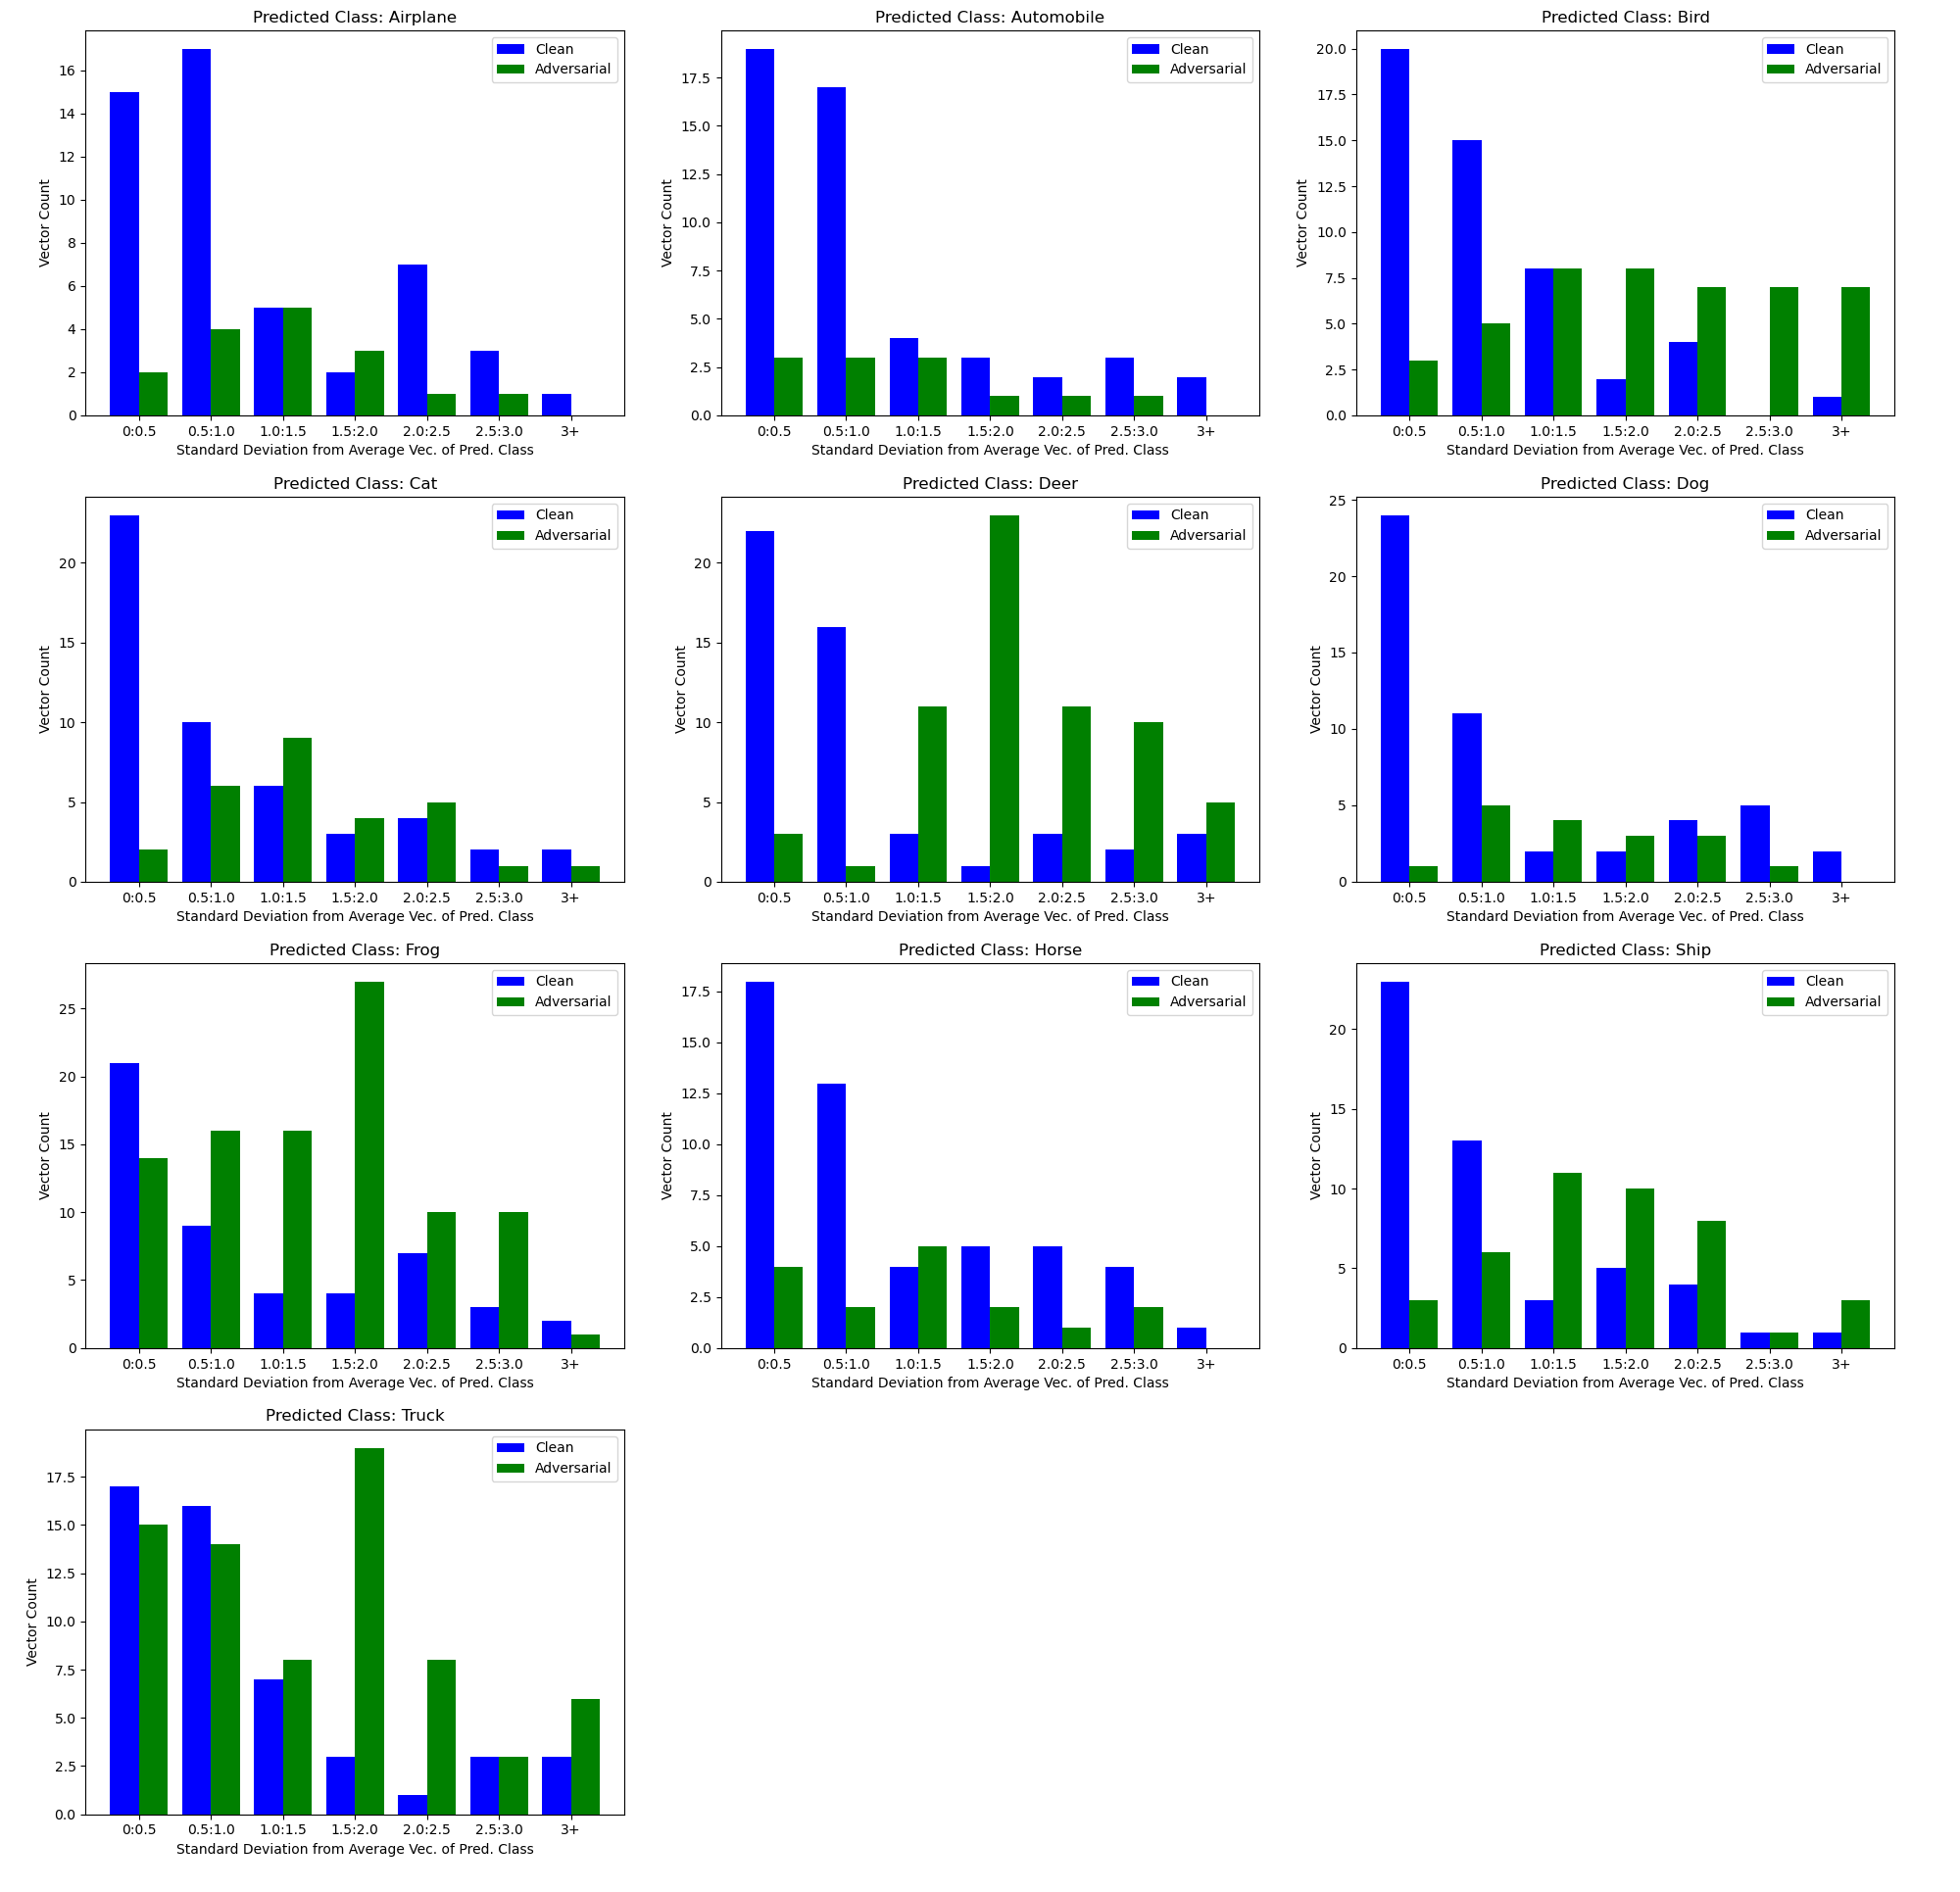 Predicted Class: Airplane
Clean
Adversarial
16
14
12
10
8
6
4
2
0
Vector Count
0:0.5 0.5:1.0 1.0:1.5 1.5:2.0 2.0:2.5 2.5:3.0 3+
Standard Deviation from Average Vec. of Pred. Class
Predicted Class: Automobile
Clean
Adversarial
17.5
15.0
12.5
10.0
7.5
5.0
2.5
0.0
Vector Count
0:0.5 0.5:1.0 1.0:1.5 1.5:2.0 2.0:2.5 2.5:3.0 3+
Standard Deviation from Average Vec. of Pred. Class
Predicted Class: Bird
Clean
Adversarial
20.0
17.5
15.0
12.5
10.0
7.5
5.0
2.5
0.0
Vector Count
0:0.5 0.5:1.0 1.0:1.5 1.5:2.0 2.0:2.5 2.5:3.0 3+
Standard Deviation from Average Vec. of Pred. Class
Predicted Class: Cat
Clean
Adversarial
20
15
10
5
0
Vector Count
0:0.5 0.5:1.0 1.0:1.5 1.5:2.0 2.0:2.5 2.5:3.0 3+
Standard Deviation from Average Vec. of Pred. Class
Predicted Class: Deer
Clean
Adversarial
20
15
10
5
0
Vector Count
0:0.5 0.5:1.0 1.0:1.5 1.5:2.0 2.0:2.5 2.5:3.0 3+
Standard Deviation from Average Vec. of Pred. Class
Predicted Class: Dog
Clean
Adversarial
25
20
15
10
5
0
Vector Count
0:0.5 0.5:1.0 1.0:1.5 1.5:2.0 2.0:2.5 2.5:3.0 3+
Standard Deviation from Average Vec. of Pred. Class
Predicted Class: Frog
Clean
Adversarial
25
20
15
10
5
0
Vector Count
0:0.5 0.5:1.0 1.0:1.5 1.5:2.0 2.0:2.5 2.5:3.0 3+
Standard Deviation from Average Vec. of Pred. Class
Predicted Class: Horse
Clean
Adversarial
17.5
15.0
12.5
10.0
7.5
5.0
2.5
0.0
Vector Count
0:0.5 0.5:1.0 1.0:1.5 1.5:2.0 2.0:2.5 2.5:3.0 3+
Standard Deviation from Average Vec. of Pred. Class
Predicted Class: Ship
Clean
Adversarial
20
15
10
5
0
Vector Count
0:0.5 0.5:1.0 1.0:1.5 1.5:2.0 2.0:2.5 2.5:3.0 3+
Standard Deviation from Average Vec. of Pred. Class
Predicted Class: Truck
Clean
Adversarial
17.5
15.0
12.5
10.0
7.5
5.0
2.5
0.0
Vector Count
0:0.5 0.5:1.0 1.0:1.5 1.5:2.0 2.0:2.5 2.5:3.0 3+
Standard Deviation from Average Vec. of Pred. Class